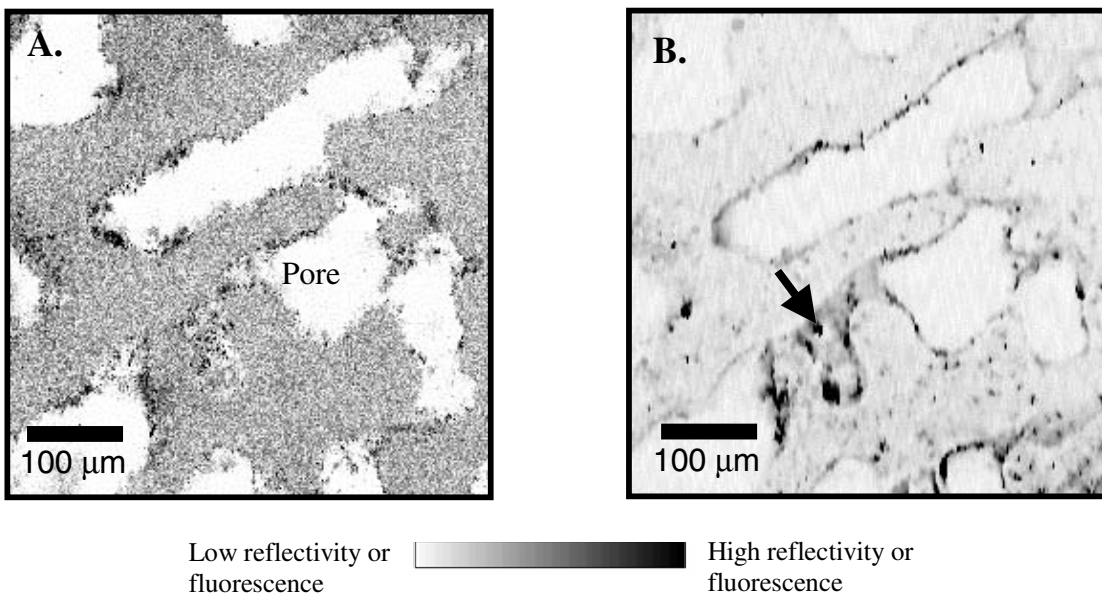 A.
B.
Pore
100 μm
100 μm
Low reflectivity or
fluorescence
High reflectivity or
fluorescence